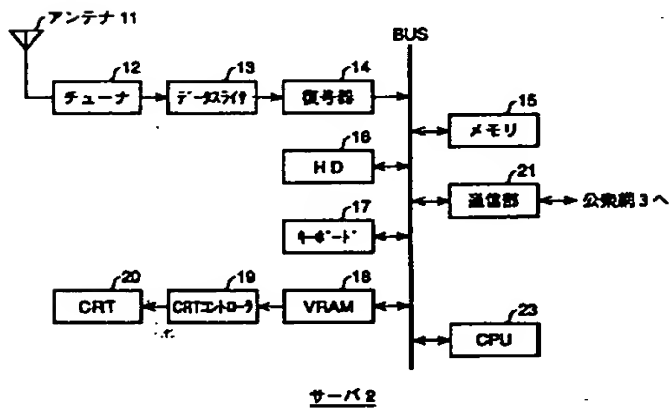 アンテナ11
BUS
12
13
14
チューナ
データスライサ
復号器
15
メモリ
16
HD
21
通信部
公衆網3へ
17
キーボード
20
19
18
CRT
CRTコントローラ
VRAM
23
CPU
サーバ2